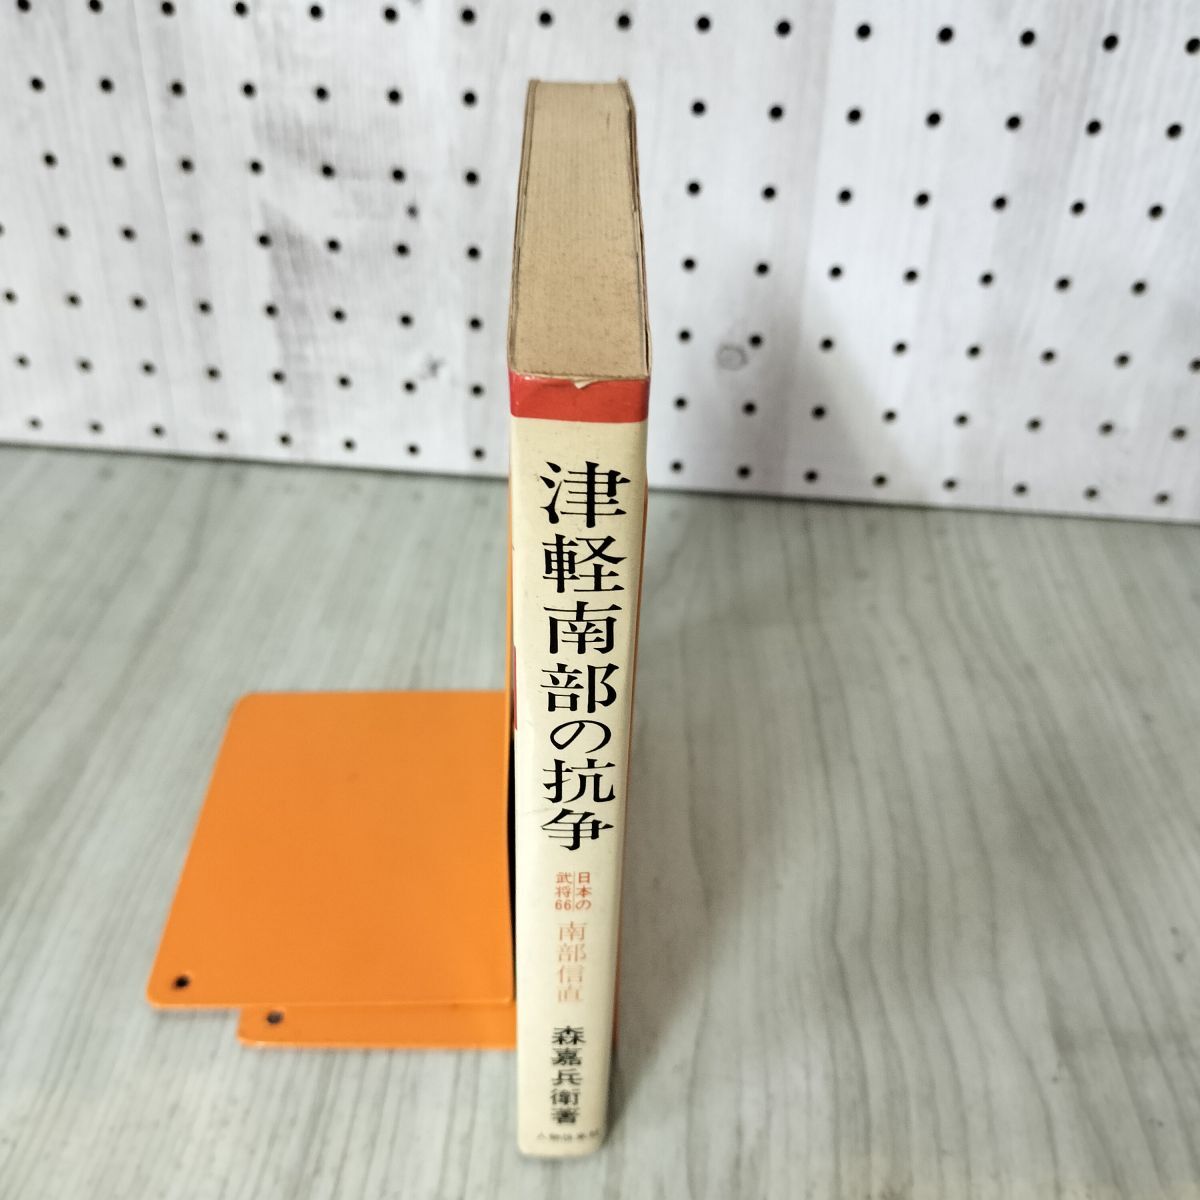 津軽南部の抗争
日本の
武将66
南部信直
森嘉兵衛著